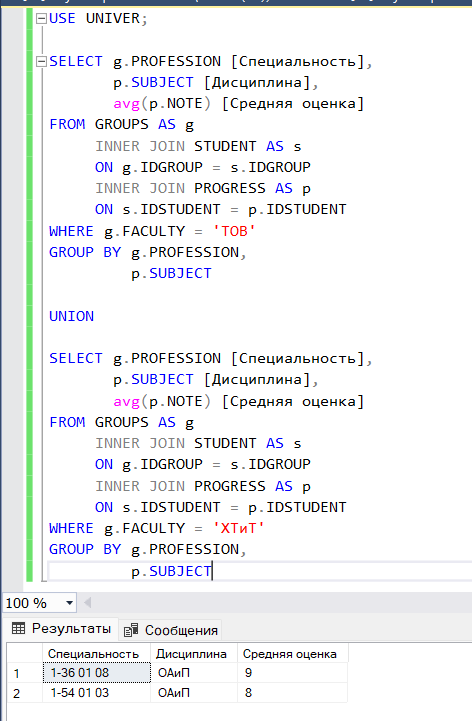 USE UNIVER;
SELECT g.PROFESSION [Специальность],
p.SUBJECT [Дисциплина],
avg(p.NOTE) [Средняя оценка]
FROM GROUPS AS g
INNER JOIN STUDENT AS s
ON g.IDGROUP = s.IDGROUP
INNER JOIN PROGRESS AS p
ON s.IDSTUDENT = p.IDSTUDENT
WHERE g.FACULTY = 'ТОВ'
GROUP BY g.PROFESSION,
p.SUBJECT
UNION
SELECT g.PROFESSION [Специальность],
p.SUBJECT [Дисциплина],
avg(p.NOTE) [Средняя оценка]
FROM GROUPS AS g
INNER JOIN STUDENT AS s
ON g.IDGROUP = s.IDGROUP
INNER JOIN PROGRESS AS p
ON s.IDSTUDENT = p.IDSTUDENT
WHERE g.FACULTY = 'ХТиТ'
GROUP BY g.PROFESSION,
p.SUBJECT
100 %
Результаты Сообщения
Специальность Дисциплина Средняя оценка
1 1-36 01 08 ОАиП 9
2 1-54 01 03 ОАиП 8